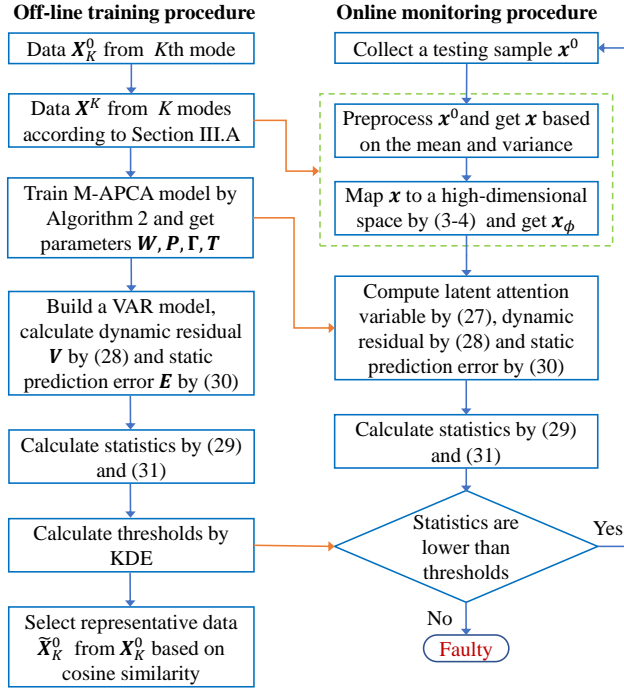 Off-line training procedure
Data X_K^0 from Kth mode
Data X^K from K modes
according to Section III.A
Train M-APCA model by
Algorithm 2 and get
parameters W, P, Γ, T
Build a VAR model,
calculate dynamic residual
V by (28) and static
prediction error E by (30)
Calculate statistics by (29)
and (31)
Calculate thresholds by
KDE
Select representative data
X̃_K^0 from X_K^0 based on
cosine similarity
Online monitoring procedure
Collect a testing sample x^0
Preprocess x^0 and get x based
on the mean and variance
Map x to a high-dimensional
space by (3-4) and get x_ϕ
Compute latent attention
variable by (27), dynamic
residual by (28) and static
prediction error by (30)
Calculate statistics by (29)
and (31)
Statistics are
lower than
thresholds
Yes
No
Faulty